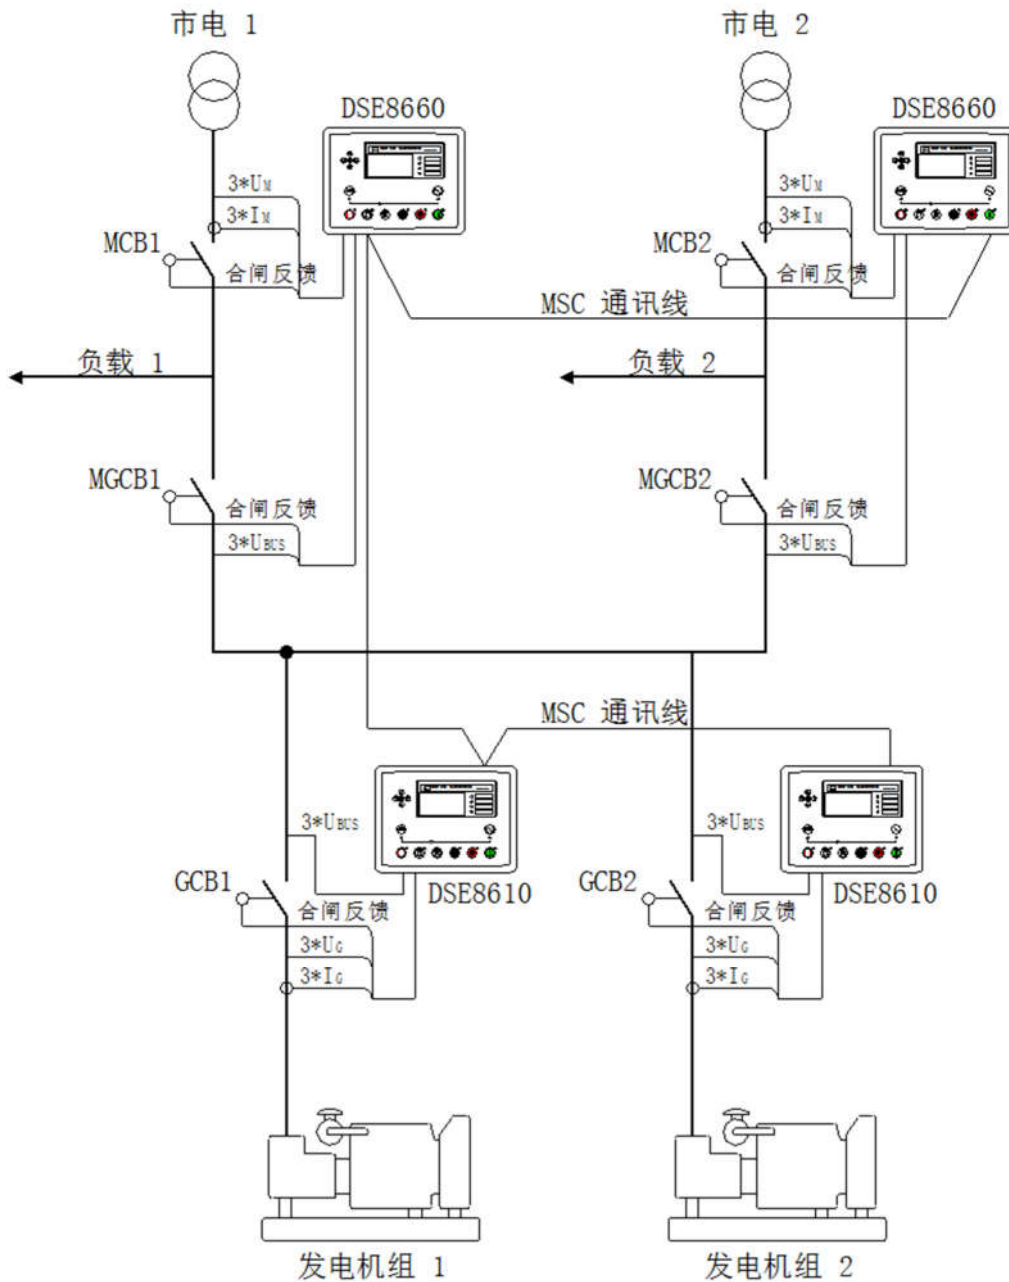 市电 1
市电 2
DSE8660
DSE8660
3*UM
3*UM
3*IM
3*IM
MCB1
MCB2
合闸反馈
合闸反馈
MSC 通讯线
负载 1
负载 2
MGCB1
MGCB2
合闸反馈
合闸反馈
3*UBUS
3*UBUS
MSC 通讯线
3*UBUS
3*UBUS
GCB1
DSE8610
GCB2
DSE8610
合闸反馈
合闸反馈
3*UG
3*UG
3*IG
3*IG
发电机组 1
发电机组 2